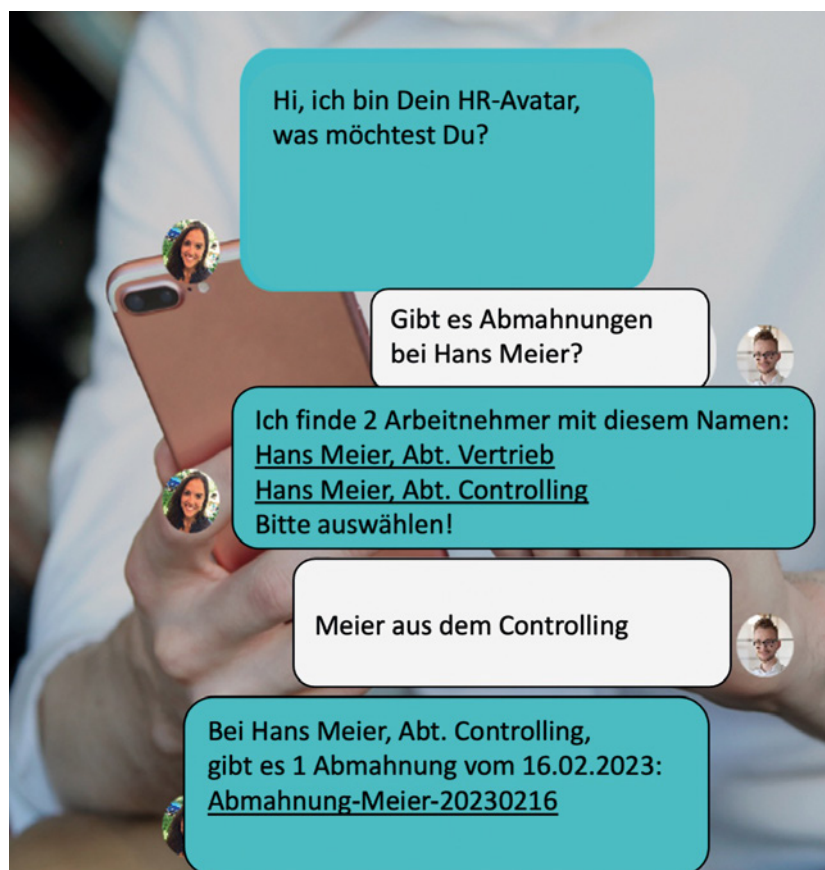 Hi, ich bin Dein HR-Avatar,
was möchtest Du?
Gibt es Abmahnungen
bei Hans Meier?
Ich finde 2 Arbeitnehmer mit diesem Namen:
Hans Meier, Abt. Vertrieb
Hans Meier, Abt. Controlling
Bitte auswählen!
Meier aus dem Controlling
Bei Hans Meier, Abt. Controlling,
gibt es 1 Abmahnung vom 16.02.2023:
Abmahnung-Meier-20230216